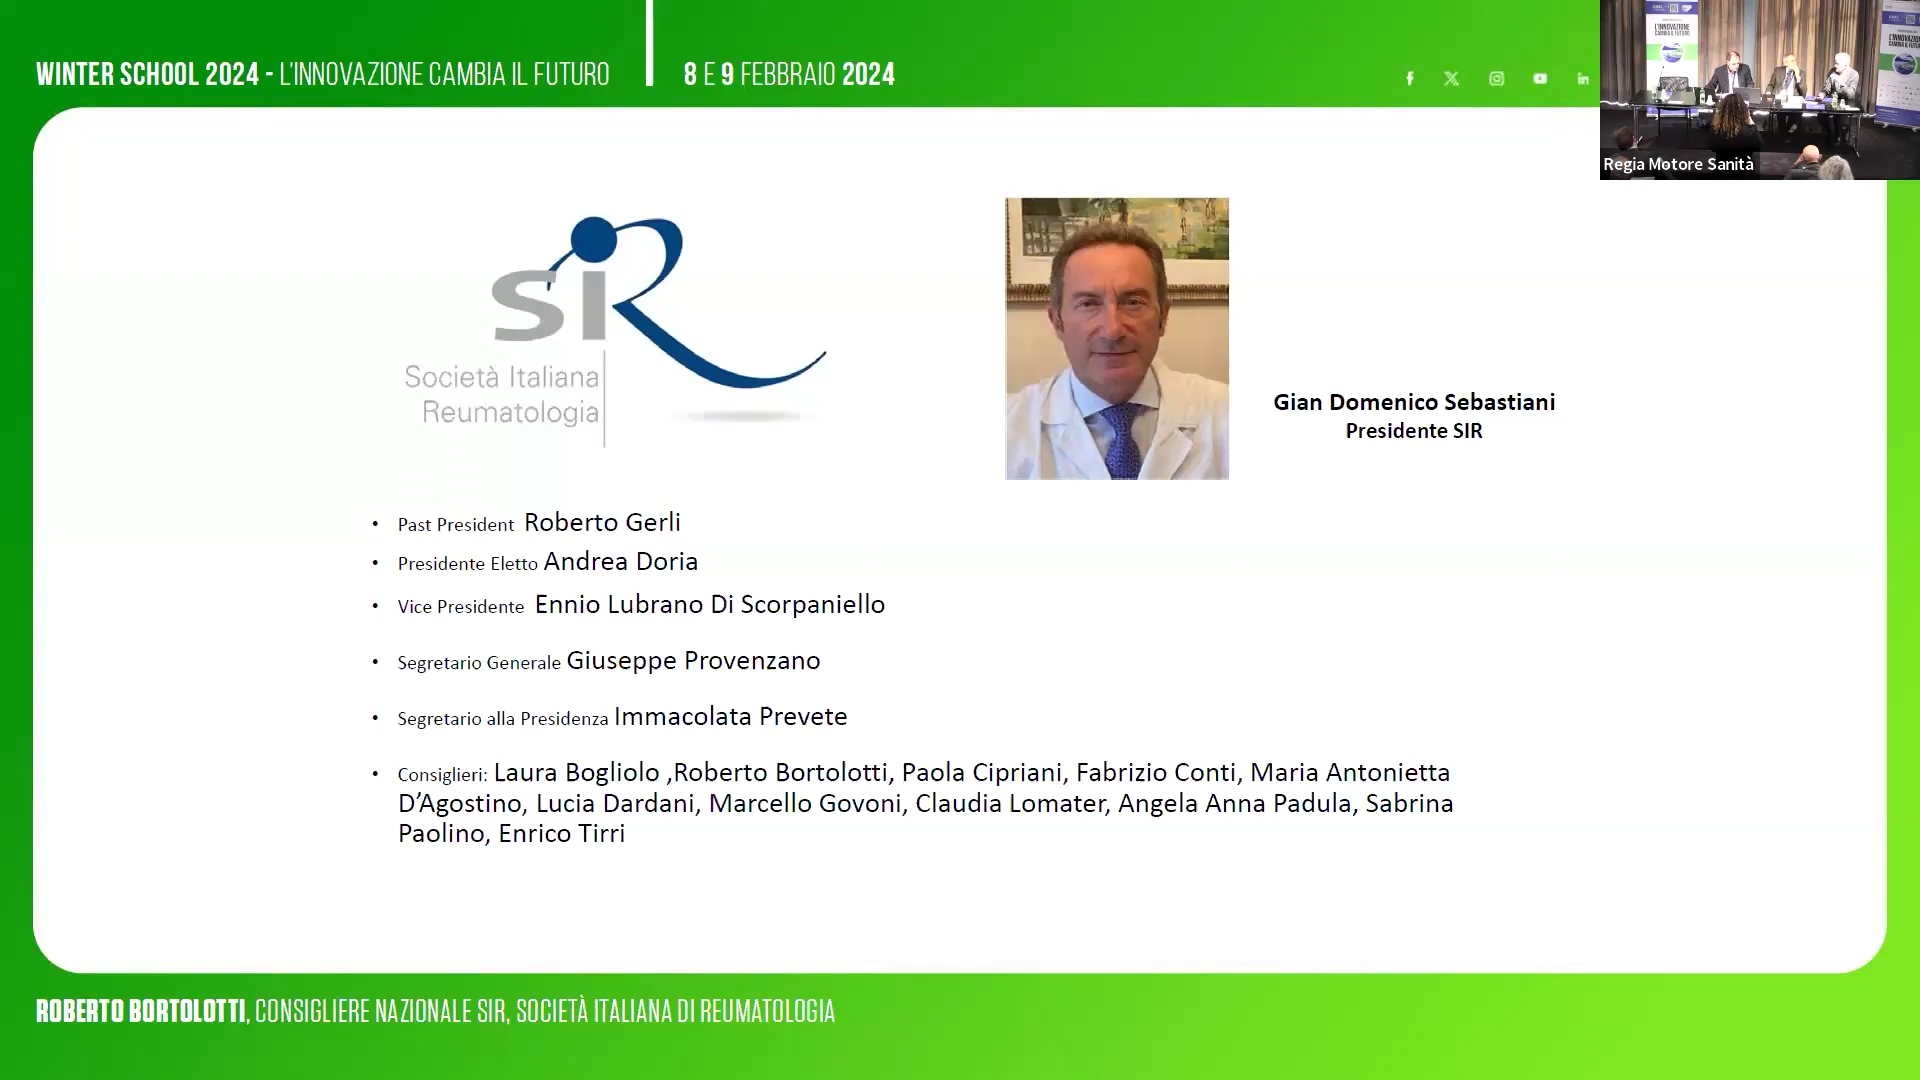 WINTER SCHOOL 2024 - L'INNOVAZIONE CAMBIA IL FUTURO
8 E 9 FEBBRAIO 2024
L'INNOVAZIONE
CAMBIA IL FUTURO
Regia Motore Sanità
SiR
Società Italiana
Reumatologia
Gian Domenico Sebastiani
Presidente SIR
• Past President Roberto Gerli
• Presidente Eletto Andrea Doria
• Vice Presidente Ennio Lubrano Di Scorpaniello
• Segretario Generale Giuseppe Provenzano
• Segretario alla Presidenza Immacolata Prevete
• Consiglieri: Laura Bogliolo ,Roberto Bortolotti, Paola Cipriani, Fabrizio Conti, Maria Antonietta
D’Agostino, Lucia Dardani, Marcello Govoni, Claudia Lomater, Angela Anna Padula, Sabrina
Paolino, Enrico Tirri
ROBERTO BORTOLOTTI, CONSIGLIERE NAZIONALE SIR, SOCIETÀ ITALIANA DI REUMATOLOGIA